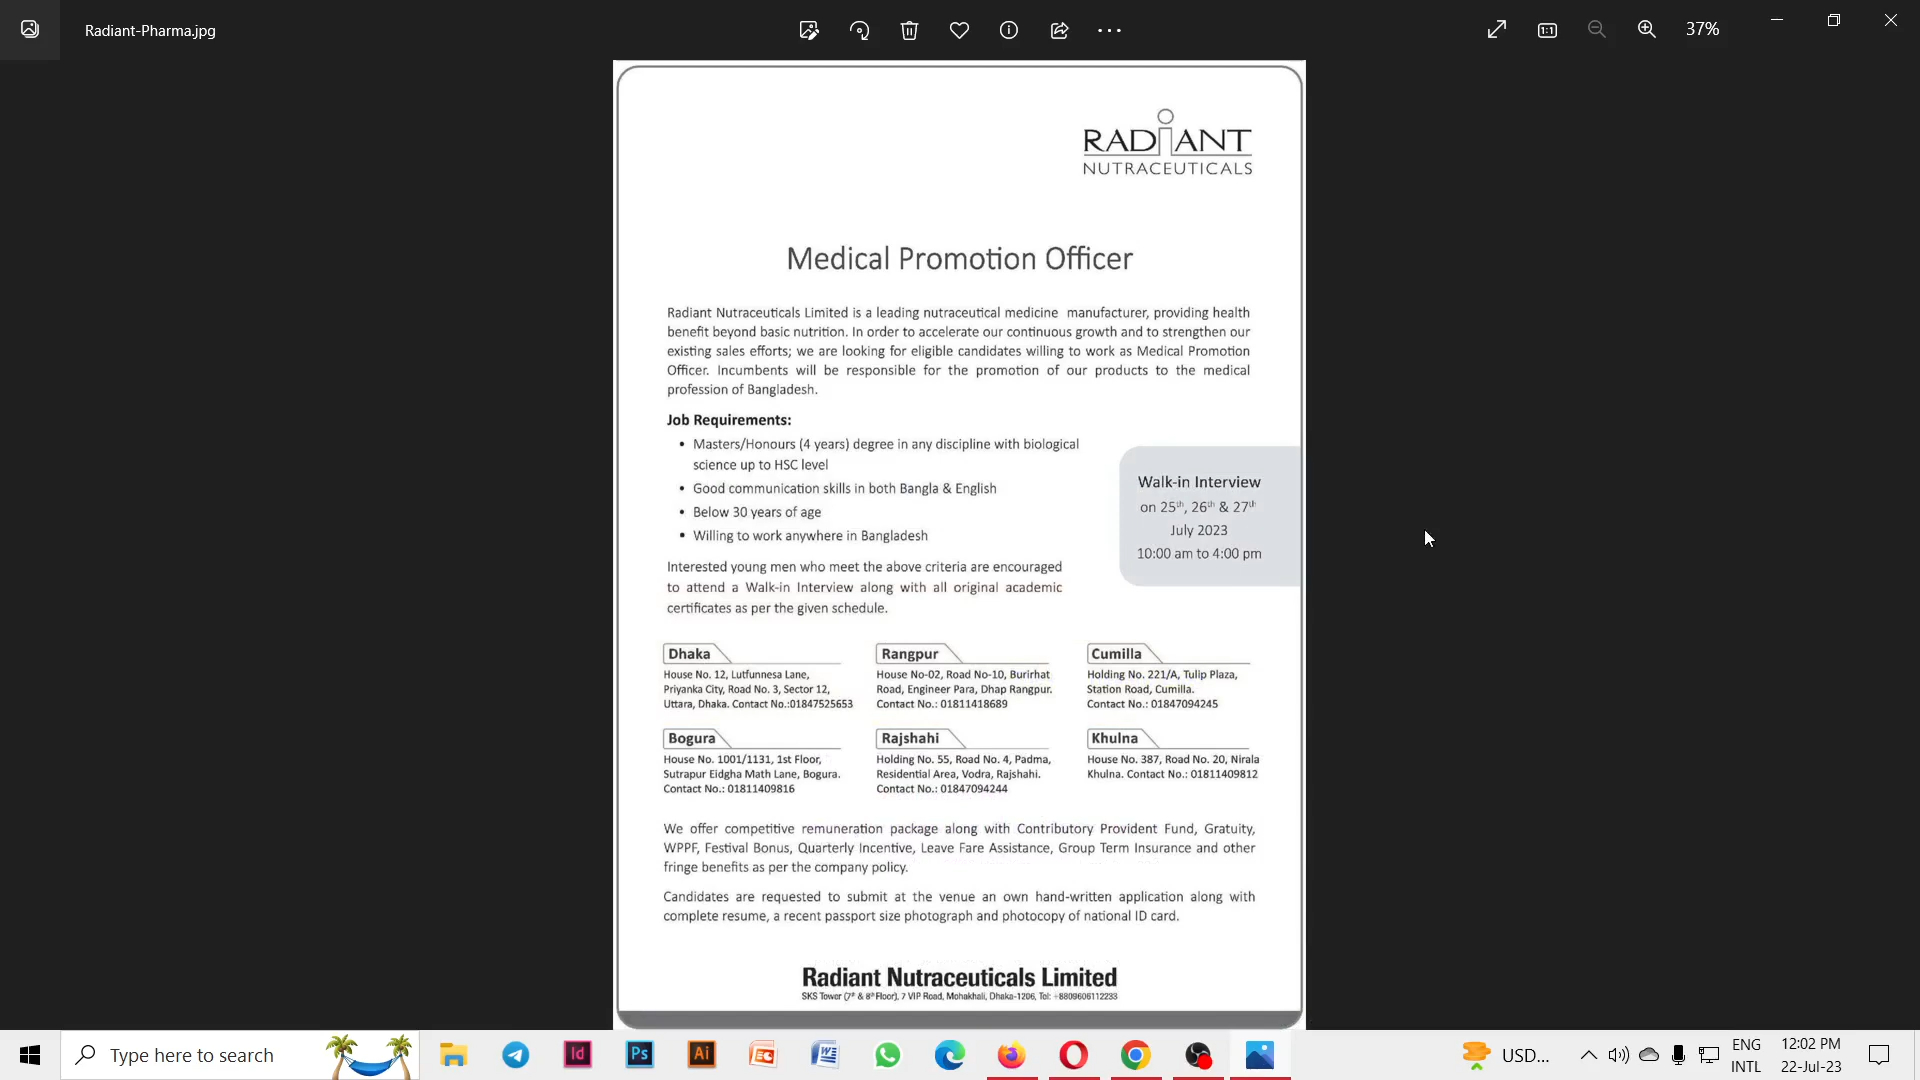 Radiant-Pharma.jpg
37%
RADiANT
NUTRACEUTICALS
Medical Promotion Officer
Radiant Nutraceuticals Limited is a leading nutraceutical medicine manufacturer, providing health
benefit beyond basic nutrition. In order to accelerate our continuous growth and to strengthen our
existing sales efforts; we are looking for eligible candidates willing to work as Medical Promotion
Officer. Incumbents will be responsible for the promotion of our products to the medical
profession of Bangladesh.
Job Requirements:
• Masters/Honours (4 years) degree in any discipline with biological
science up to HSC level
• Good communication skills in both Bangla & English
• Below 30 years of age
• Willing to work anywhere in Bangladesh
Walk-in Interview
on 25th, 26th & 27th
July 2023
10:00 am to 4:00 pm
Interested young men who meet the above criteria are encouraged
to attend a Walk-in Interview along with all original academic
certificates as per the given schedule.
Dhaka
House No. 12, Lutfunnesa Lane,
Priyanka City, Road No. 3, Sector 12,
Uttara, Dhaka. Contact No.:01847525653
Rangpur
House No-02, Road No-10, Burirhat
Road, Engineer Para, Dhap Rangpur.
Contact No.: 01811418689
Cumilla
Holding No. 221/A, Tulip Plaza,
Station Road, Cumilla.
Contact No.: 01847094245
Bogura
House No. 1001/1131, 1st Floor,
Sutrapur Eidgha Math Lane, Bogura.
Contact No.: 01811409816
Rajshahi
Holding No. 55, Road No. 4, Padma,
Residential Area, Vodra, Rajshahi.
Contact No.: 01847094244
Khulna
House No. 387, Road No. 20, Nirala
Khulna. Contact No.: 01811409812
We offer competitive remuneration package along with Contributory Provident Fund, Gratuity,
WPPF, Festival Bonus, Quarterly Incentive, Leave Fare Assistance, Group Term Insurance and other
fringe benefits as per the company policy.
Candidates are requested to submit at the venue an own hand-written application along with
complete resume, a recent passport size photograph and photocopy of national ID card.
Radiant Nutraceuticals Limited
SKS Tower (7th & 8th Floor), 7 VIP Road, Mohakhali, Dhaka-1206, Tel: +8809606112233
Type here to search
Id
Ps
Ai
USD...
ENG
INTL
12:02 PM
22-Jul-23